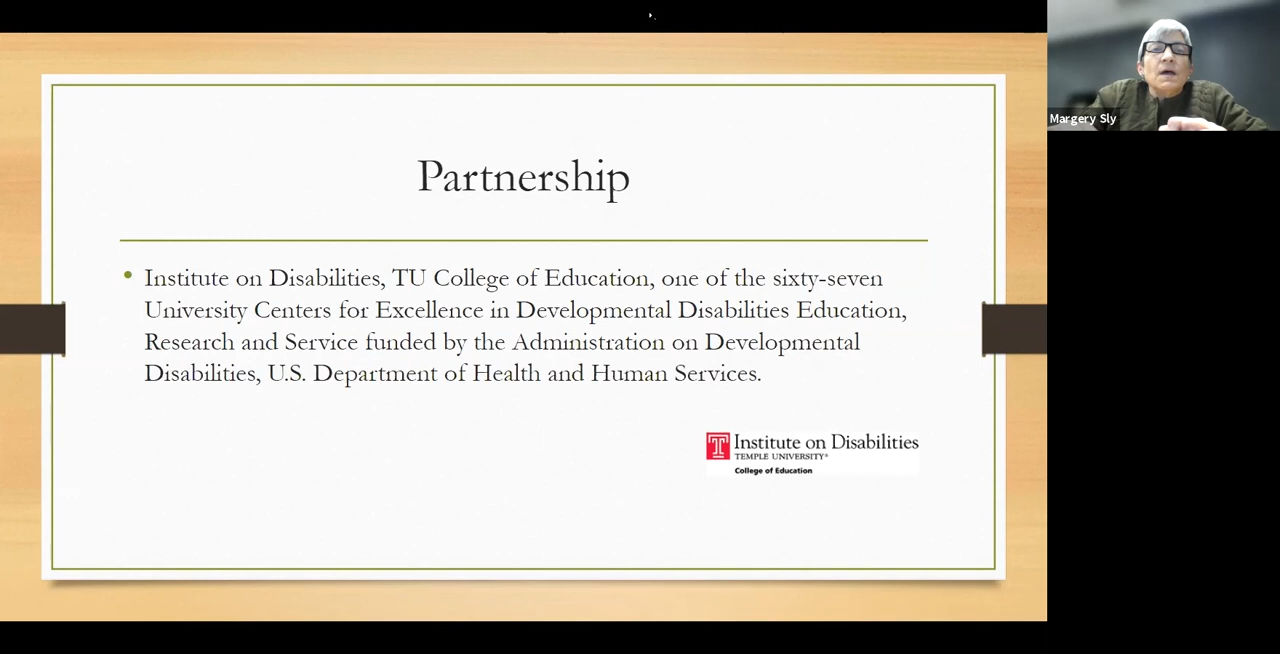 Partnership
• Institute on Disabilities, TU College of Education, one of the sixty-seven
University Centers for Excellence in Developmental Disabilities Education,
Research and Service funded by the Administration on Developmental
Disabilities, U.S. Department of Health and Human Services.
Institute on Disabilities
TEMPLE UNIVERSITY®
College of Education
Margery Sly